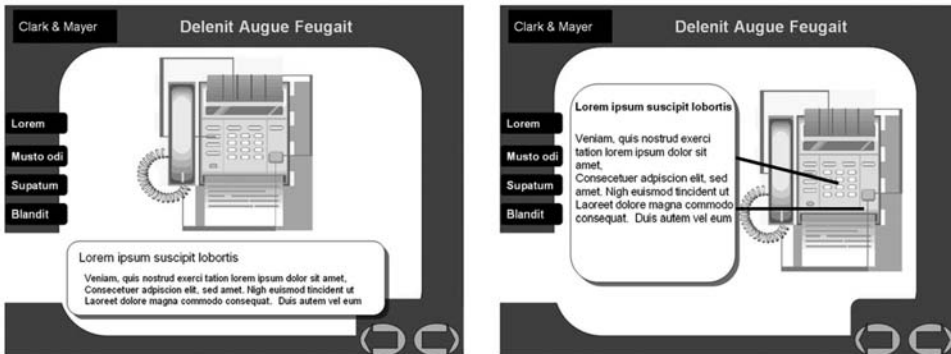 Clark & Mayer
Delenit Augue Feugait
Lorem
Musto odi
Supatum
Blandit
Lorem ipsum suscipit lobortis
Veniam, quis nostrud exerci tation lorem ipsum dolor sit amet,
Consecetuer adipscion elit, sed amet. Nigh euismod tincident ut
Laoreet dolore magna commodo consequat. Duis autem vel eum
Clark & Mayer
Delenit Augue Feugait
Lorem
Musto odi
Supatum
Blandit
Lorem ipsum suscipit lobortis
Veniam, quis nostrud exerci
tation lorem ipsum dolor sit
amet,
Consecetuer adipscion elit, sed
amet. Nigh euismod tincident ut
Laoreet dolore magna commodo
consequat. Duis autem vel eum